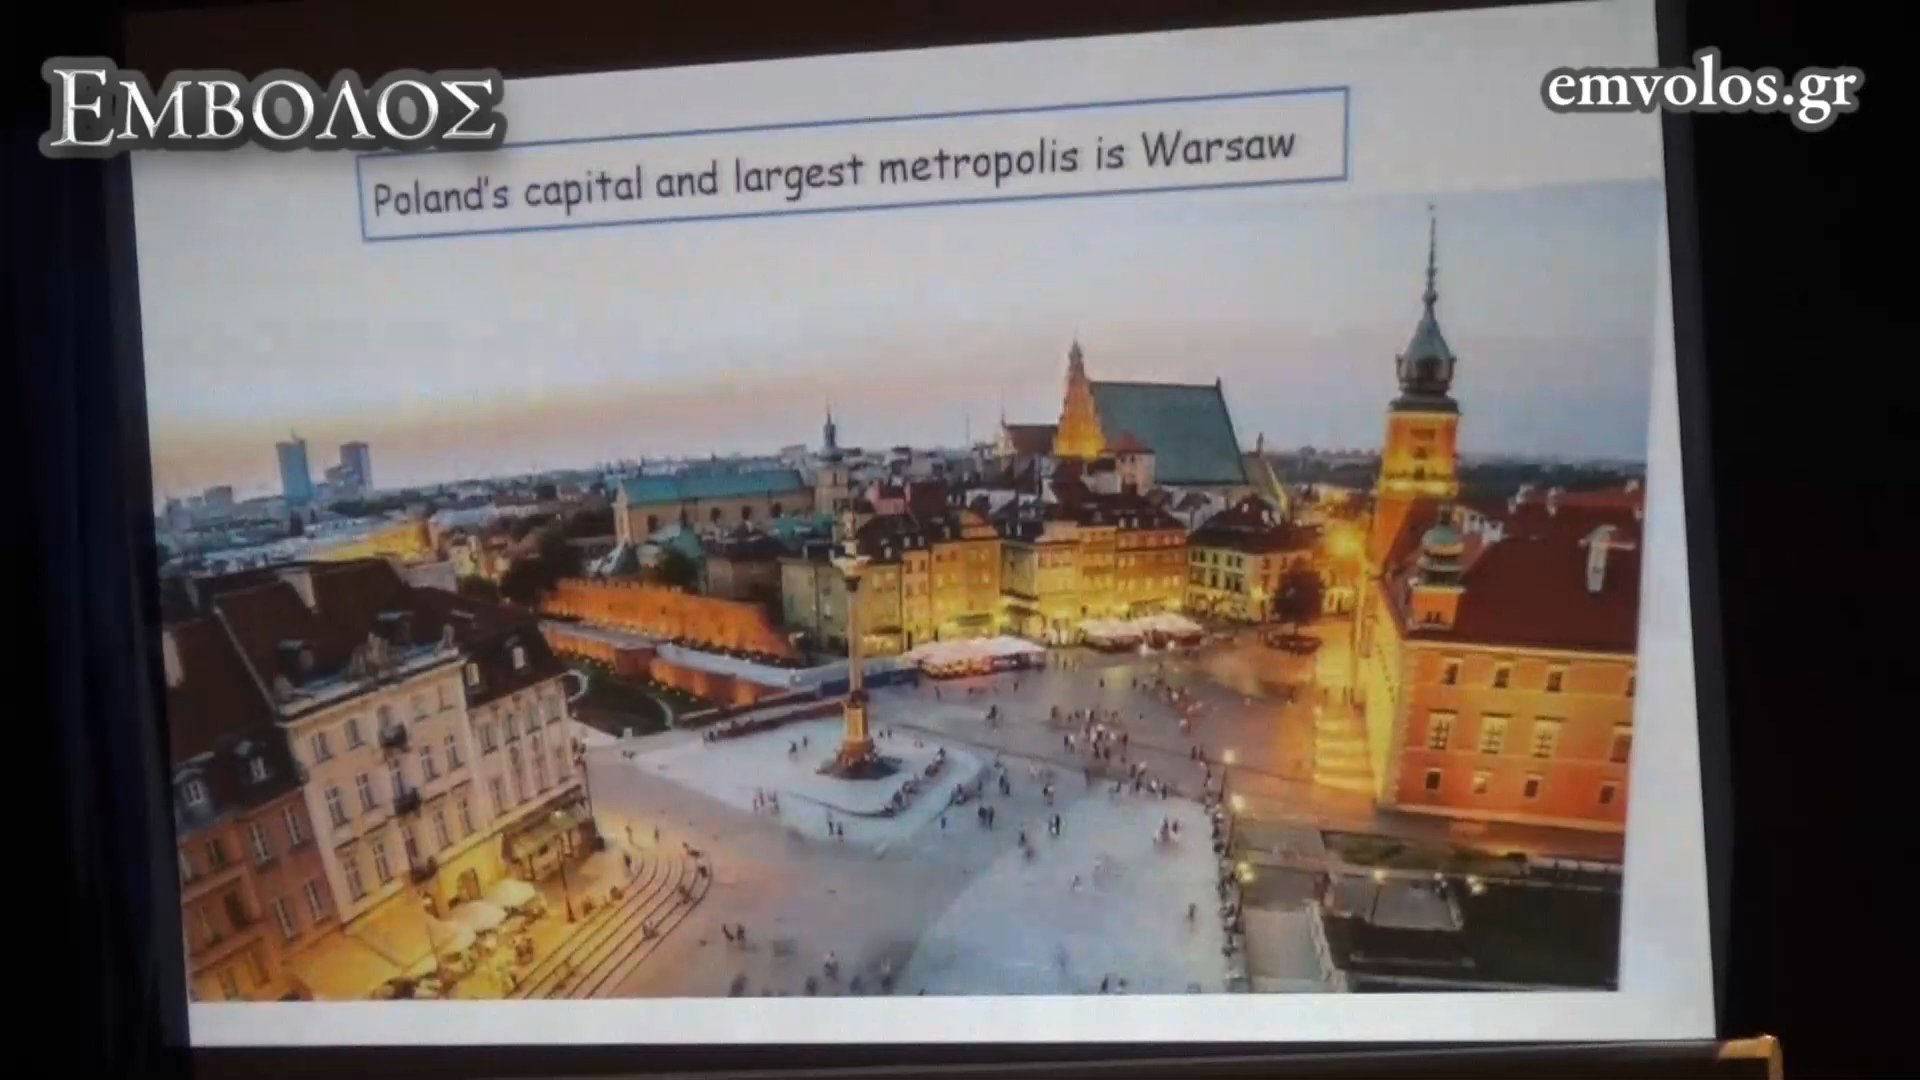 ΕΜΒΟΛΟΣ
emvolos.gr
Poland's capital and largest metropolis is Warsaw